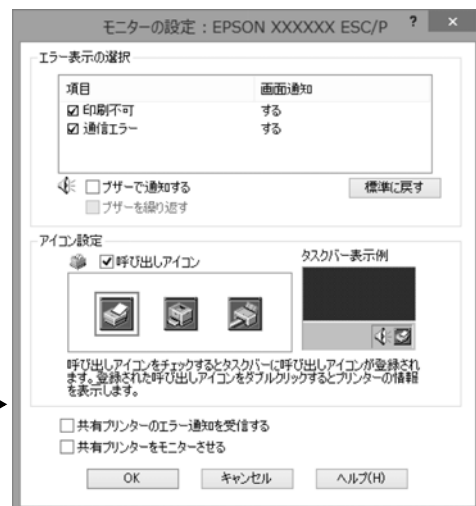 モニターの設定：EPSON XXXXXX ESC/P ? ×
エラー表示の選択
項目 画面通知
印刷不可 する
通信エラー する
ブザーで通知する 標準に戻す
ブザーを繰り返す
アイコン設定
呼び出しアイコン タスクバー表示例
呼び出しアイコンをチェックするとタスクバーに呼び出しアイコンが登録され
ます。登録された呼び出しアイコンをダブルクリックするとプリンターの情報
を表示します。
共有プリンターのエラー通知を受信する
共有プリンターをモニターさせる
OK キャンセル ヘルプ(H)